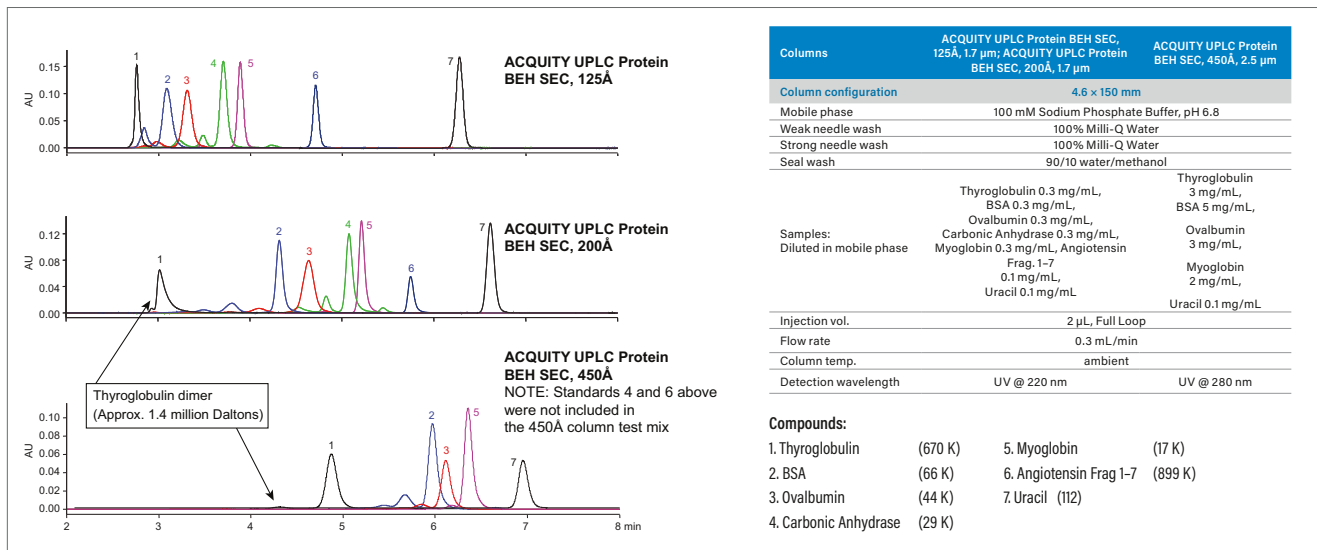 ACQUITY UPLC Protein
BEH SEC, 125Å
AU
0.15
0.10
0.05
0.00
1
2
3
4
5
6
7
ACQUITY UPLC Protein
BEH SEC, 200Å
AU
0.12
0.08
0.04
0.00
1
2
3
4
5
6
7
Thyroglobulin dimer
(Approx. 1.4 million Daltons)
ACQUITY UPLC Protein
BEH SEC, 450Å
NOTE: Standards 4 and 6 above
were not included in
the 450Å column test mix
AU
0.10
0.08
0.06
0.04
0.02
0.00
1
2
3
5
7
2 3 4 5 6 7 8 min
Columns
ACQUITY UPLC Protein BEH SEC,
125Å, 1.7 µm; ACQUITY UPLC Protein
BEH SEC, 200Å, 1.7 µm
ACQUITY UPLC Protein
BEH SEC, 450Å, 2.5 µm
Column configuration 4.6 × 150 mm
Mobile phase 100 mM Sodium Phosphate Buffer, pH 6.8
Weak needle wash 100% Milli-Q Water
Strong needle wash 100% Milli-Q Water
Seal wash 90/10 water/methanol
Samples:
Diluted in mobile phase
Thyroglobulin 0.3 mg/mL,
BSA 0.3 mg/mL,
Ovalbumin 0.3 mg/mL,
Carbonic Anhydrase 0.3 mg/mL,
Myoglobin 0.3 mg/mL, Angiotensin
Frag. 1–7
0.1 mg/mL,
Uracil 0.1 mg/mL
Thyroglobulin
3 mg/mL,
BSA 5 mg/mL,
Ovalbumin
3 mg/mL,
Myoglobin
2 mg/mL,
Uracil 0.1 mg/mL
Injection vol. 2 µL, Full Loop
Flow rate 0.3 mL/min
Column temp. ambient
Detection wavelength UV @ 220 nm UV @ 280 nm
Compounds:
1. Thyroglobulin (670 K)
2. BSA (66 K)
3. Ovalbumin (44 K)
4. Carbonic Anhydrase (29 K)
5. Myoglobin (17 K)
6. Angiotensin Frag 1–7 (899 K)
7. Uracil (112)